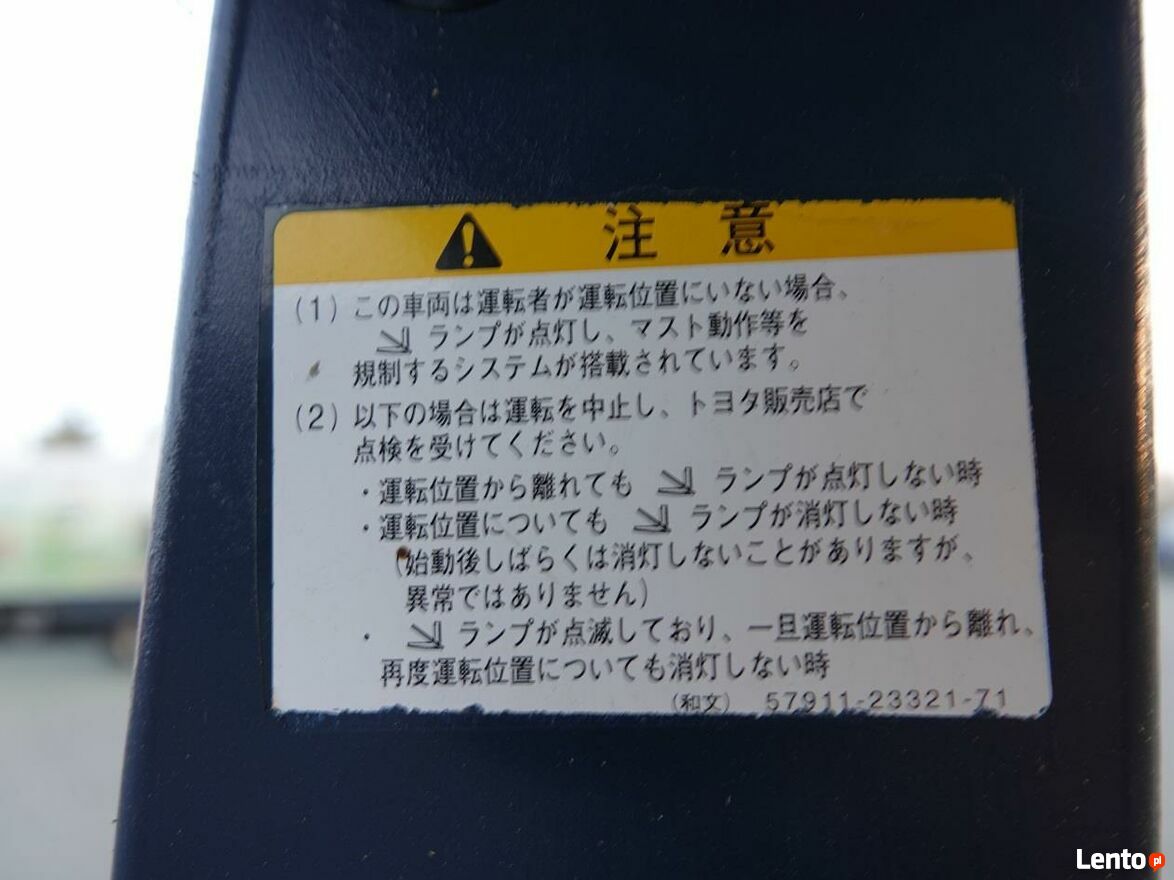 注意
(1)この車両は運転者が運転位置にいない場合、
ランプが点灯し、マスト動作等を
規制するシステムが搭載されています。
(2)以下の場合は運転を中止し、トヨタ販売店で
点検を受けてください。
・運転位置から離れても ランプが点灯しない時
・運転位置についても ランプが消灯しない時
(始動後しばらくは消灯しないことがありますが、
異常ではありません)
・ ランプが点滅しており、一旦運転位置から離れ、
再度運転位置についても消灯しない時
(和文) 57911-23321-71
Lento pl